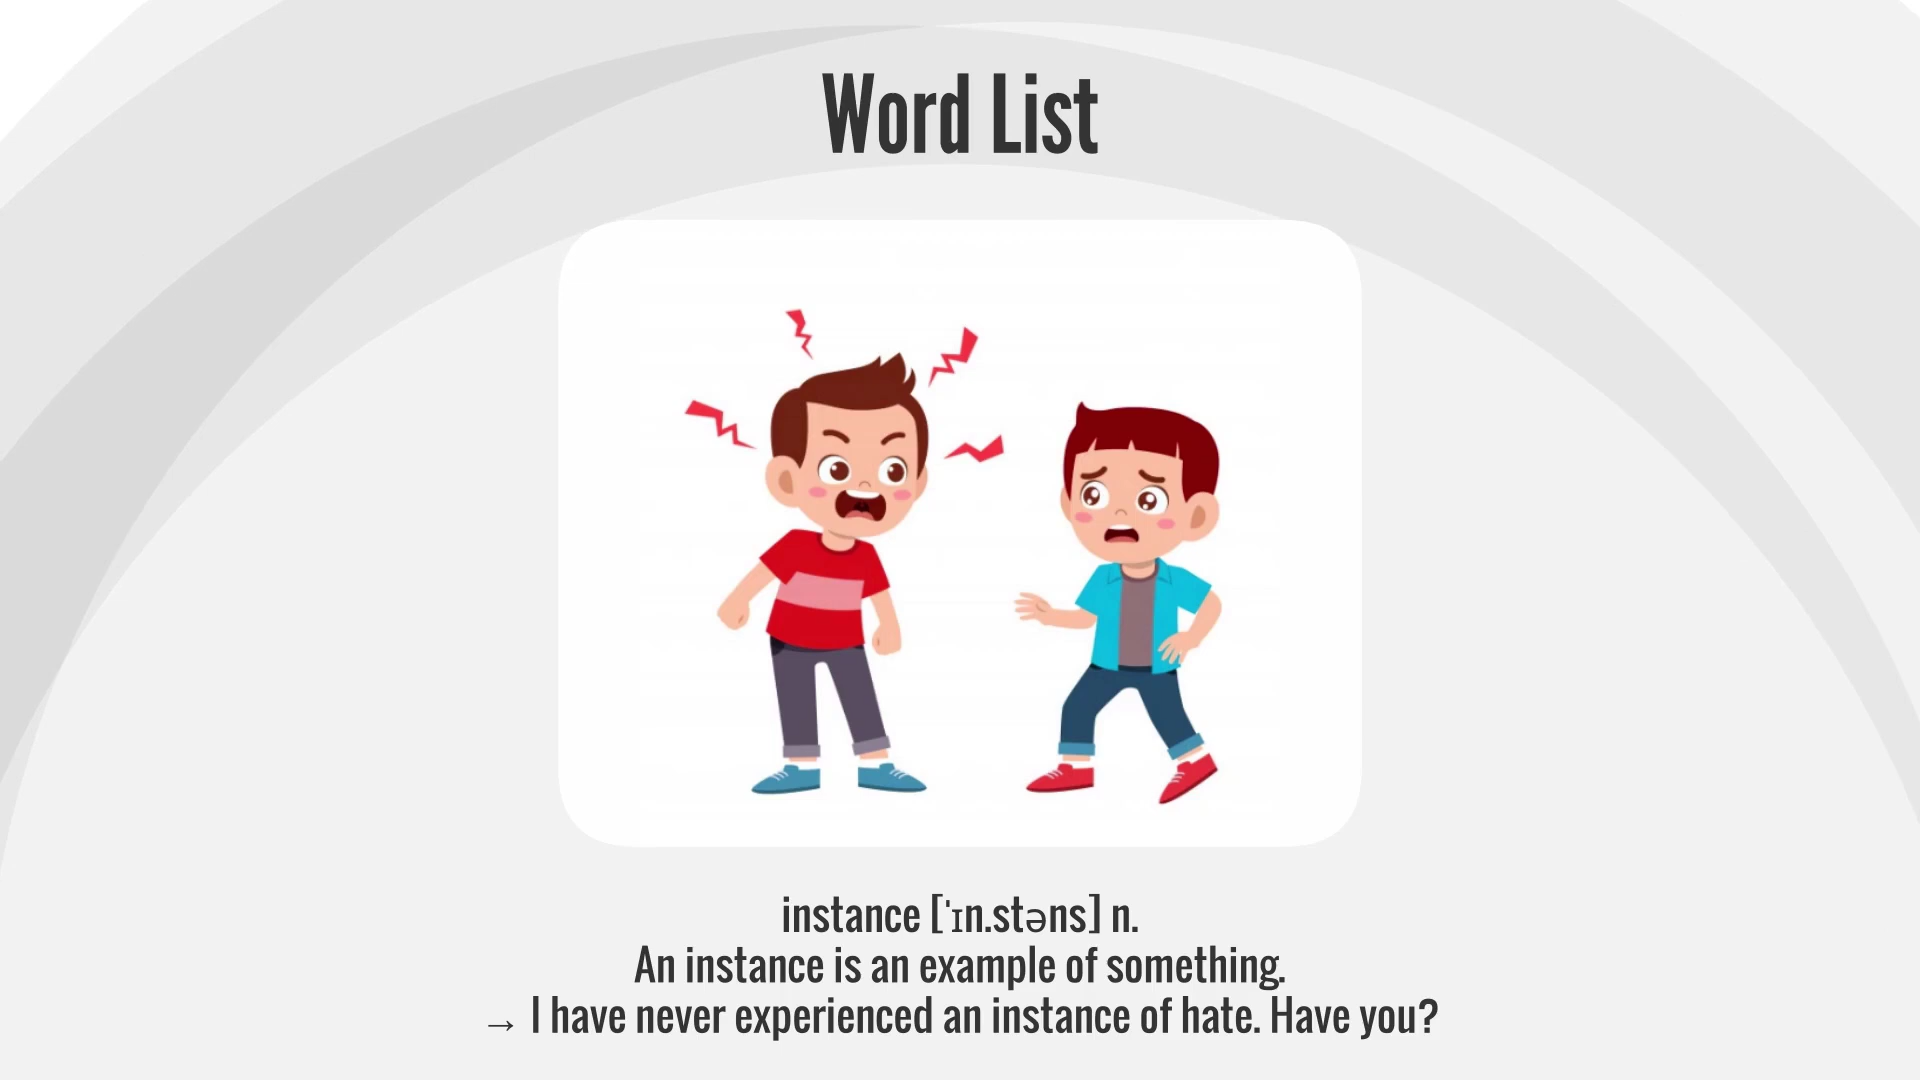 Word List
instance [ˈɪn.stəns] n.
An instance is an example of something.
→ I have never experienced an instance of hate. Have you?